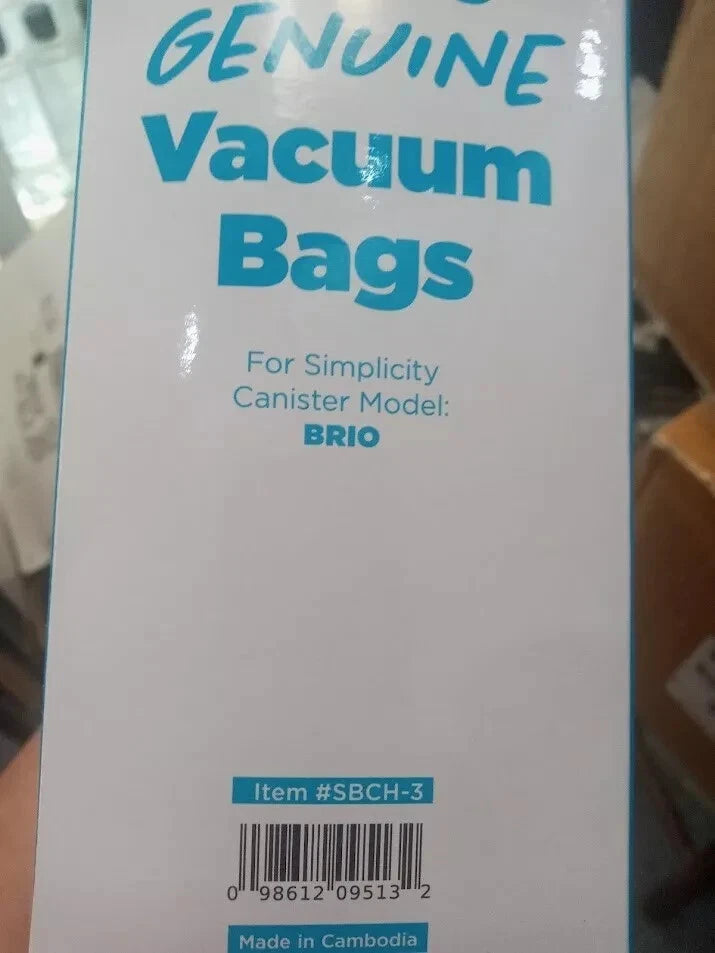 GENUINE
Vacuum
Bags
For Simplicity
Canister Model:
BRIO
Item #SBCH-3
0 98612 09513 2
Made in Cambodia